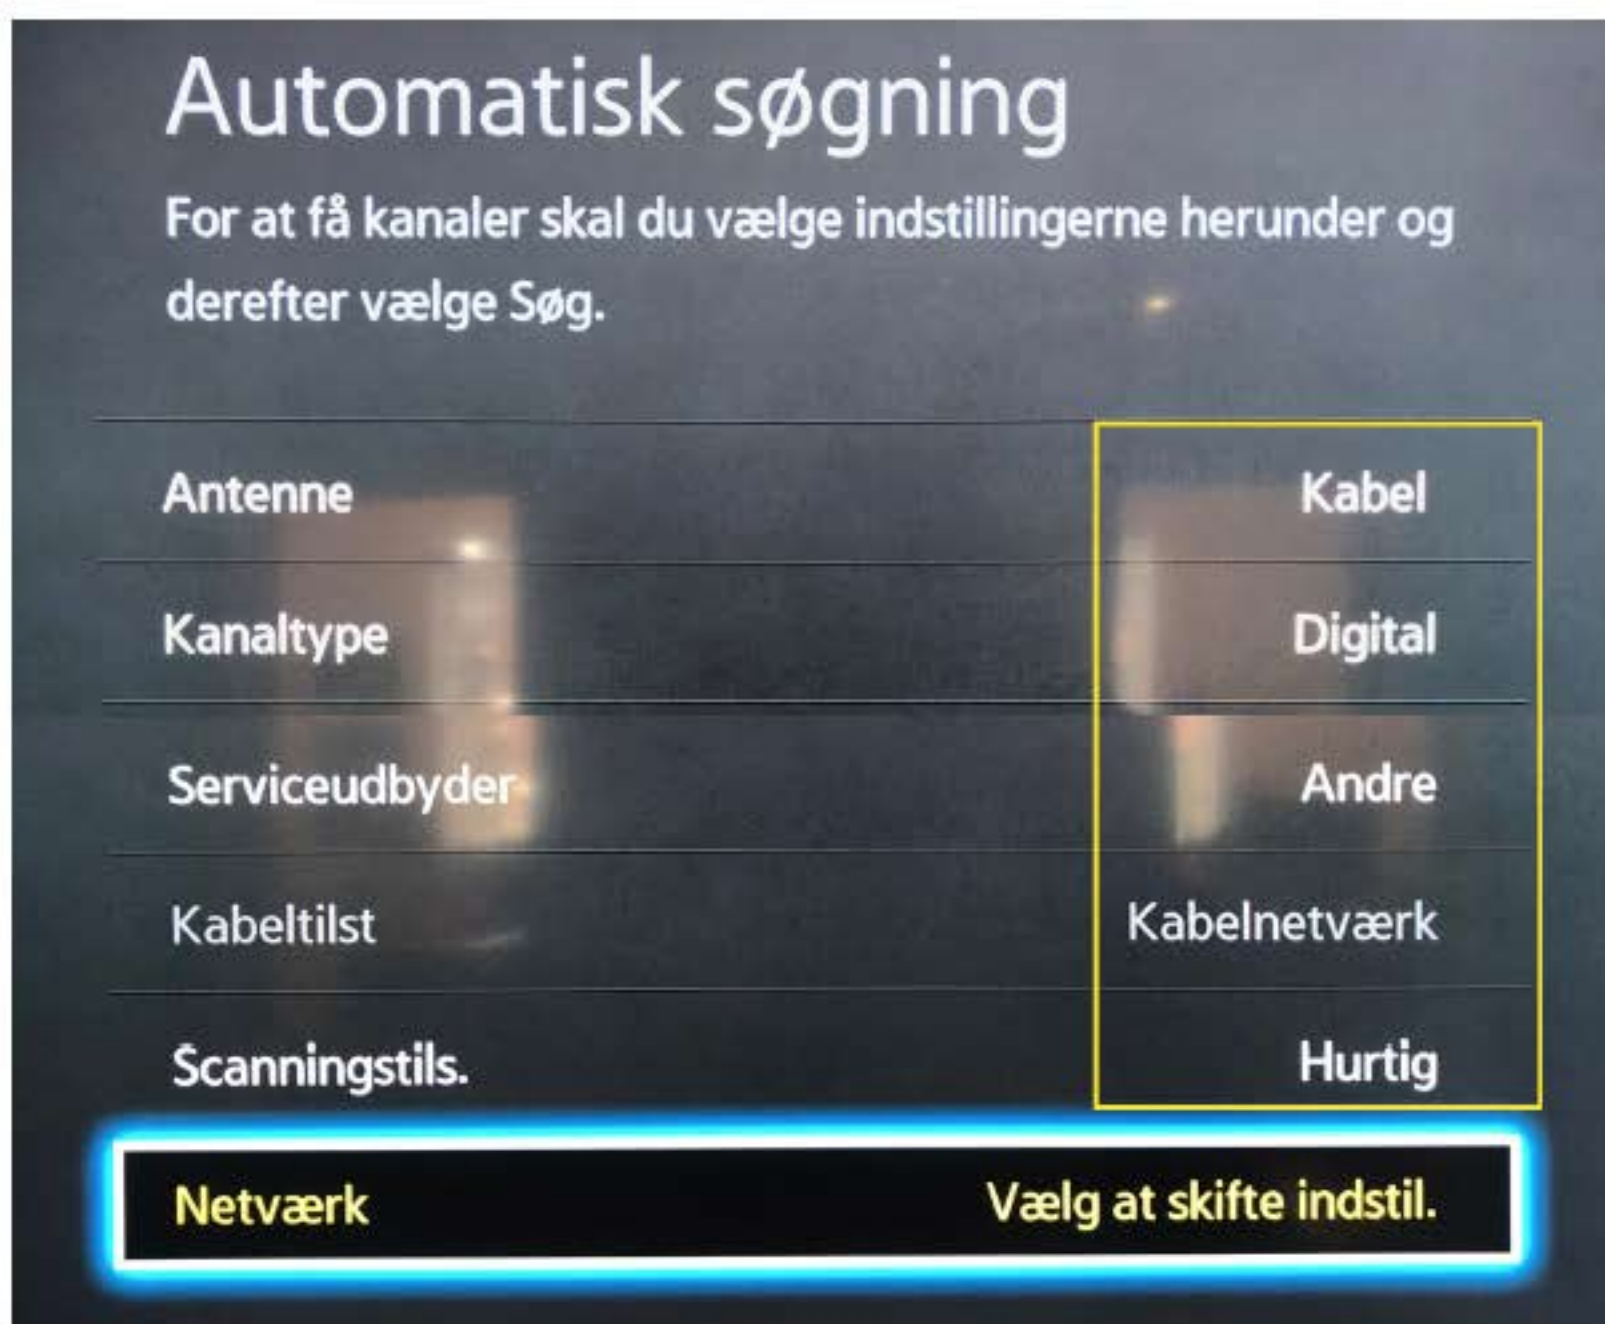 Automatisk søgning
For at få kanaler skal du vælge indstillingerne herunder og
derefter vælge Søg.
Antenne Kabel
Kanaltype Digital
Serviceudbyder Andre
Kabeltilst Kabelnetværk
Scanningstils. Hurtig
Netværk Vælg at skifte indstil.